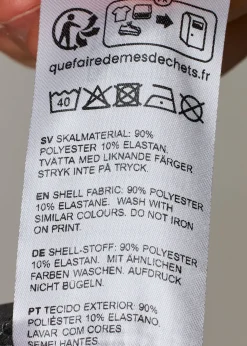 quefairedemesdechets.fr
40
SV SKALMATERIAL: 90%
POLYESTER 10% ELASTAN.
TVÄTTA MED LIKNANDE FÄRGER
STRYK INTE PÅ TRYCK.
EN SHELL FABRIC: 90% POLYESTER
10% ELASTANE. WASH WITH
SIMILAR COLOURS. DO NOT IRON
ON PRINT.
DE SHELL-STOFF: 90% POLYESTER
10% ELASTAN. MIT ÄHNLICHEN
FARBEN WASCHEN. AUFDRUCK
NICHT BÜGELN.
PT TECIDO EXTERIOR: 90%
POLIÉSTER 10% ELASTANO.
LAVAR COM CORES
SEMELHANTES